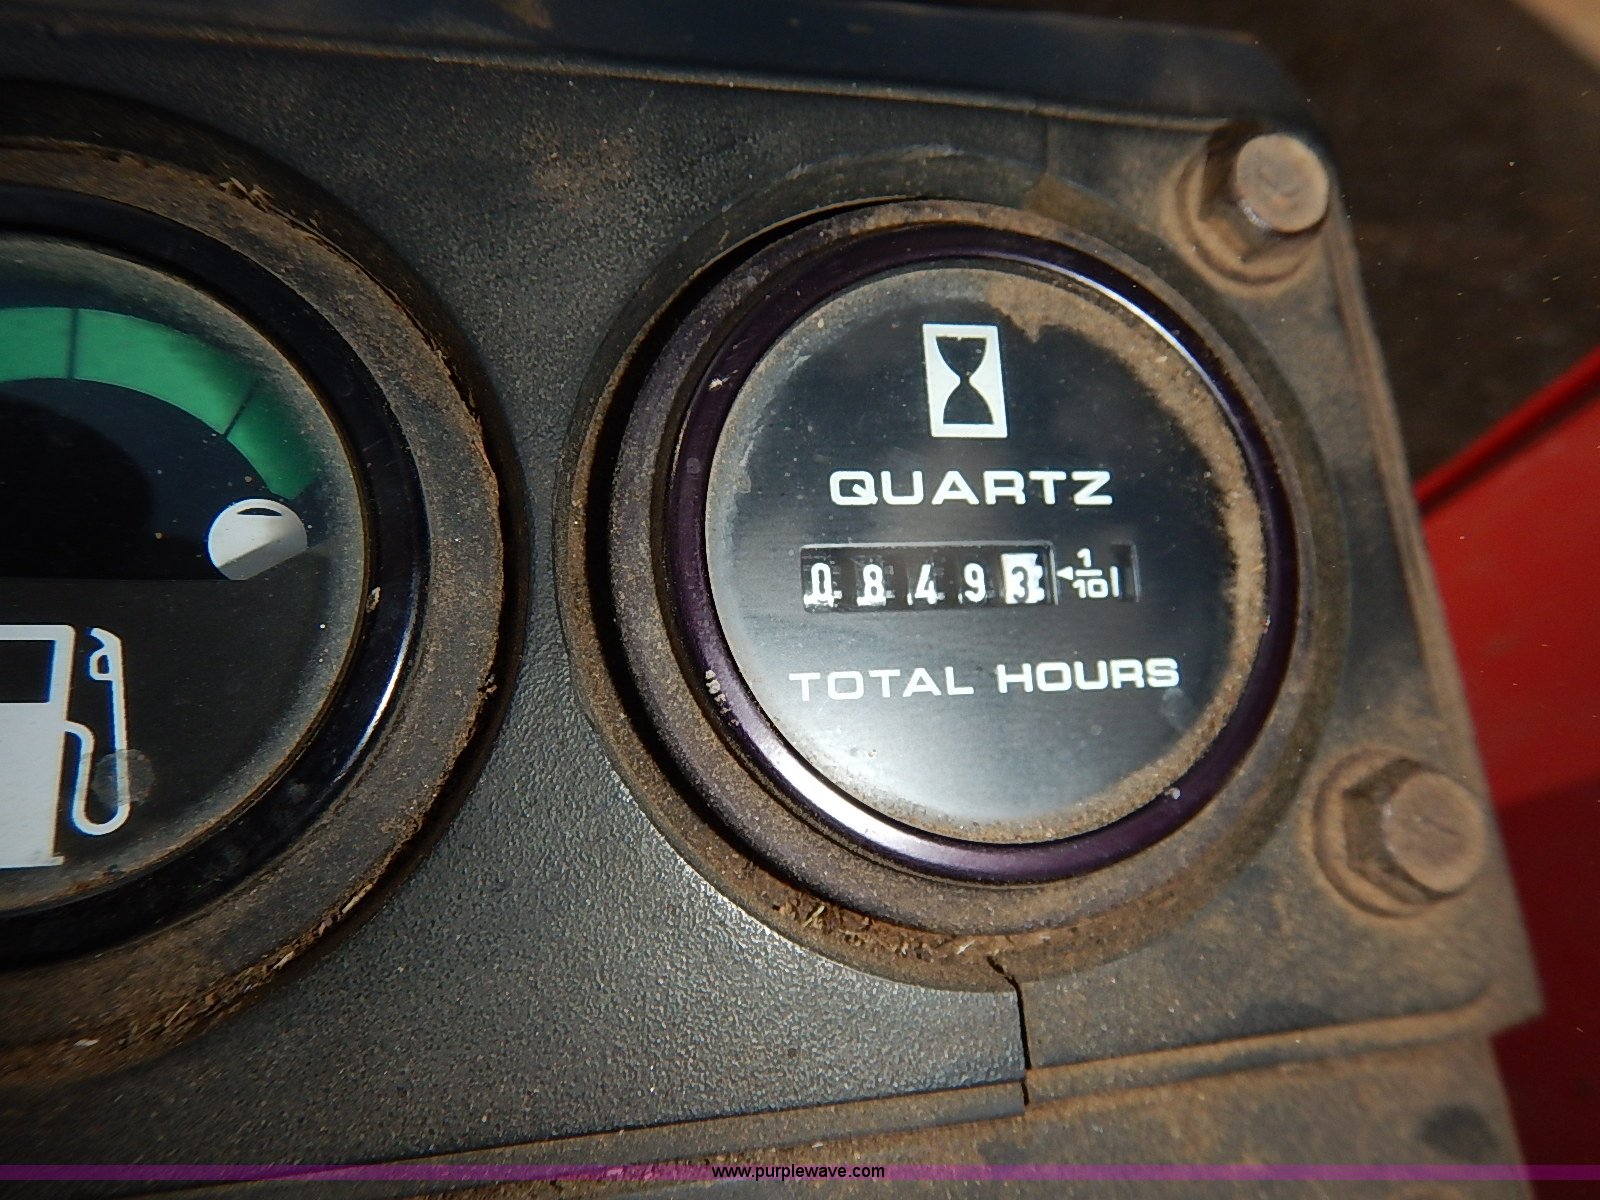 QUARTZ
08493 1/10
TOTAL HOURS
www.purplewave.com